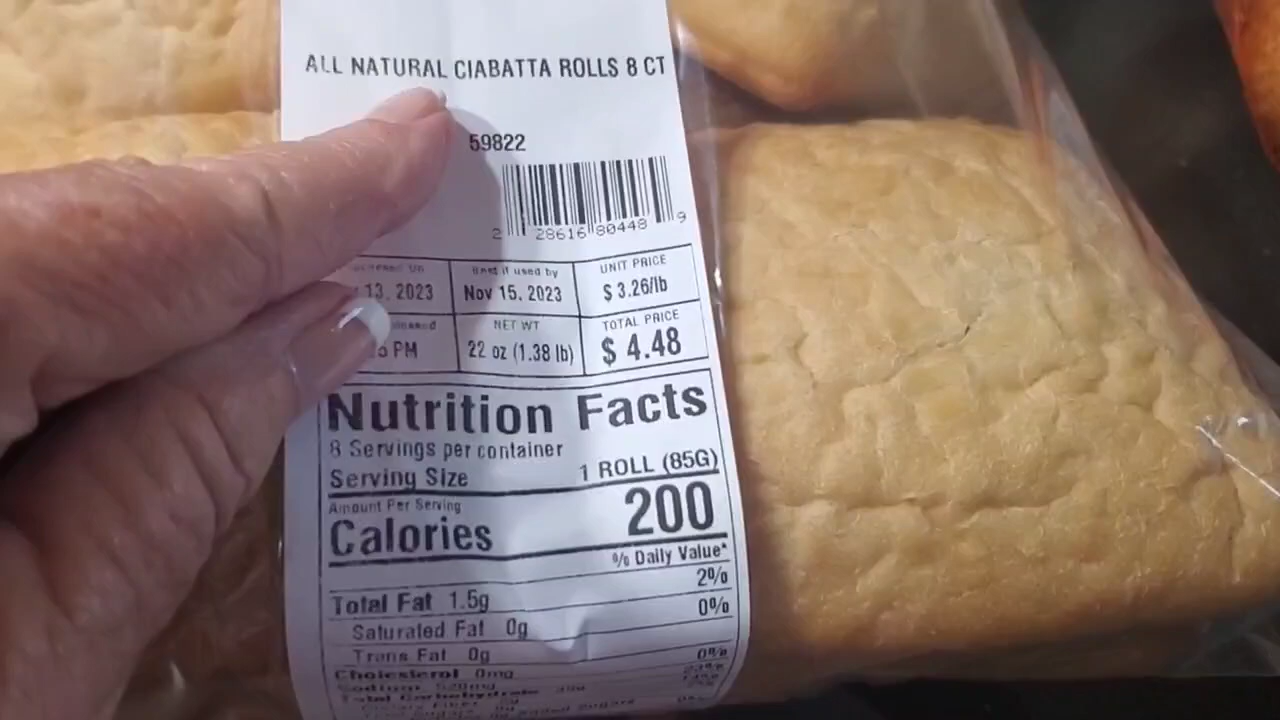 ALL NATURAL CIABATTA ROLLS 8 CT
59822
2 28616 80448 9
Best if used by UNIT PRICE
13, 2023 Nov 15, 2023 $ 3.26/lb
NET WT TOTAL PRICE
PM 22 oz (1.38 lb) $ 4.48
Nutrition Facts
8 Servings per container
Serving Size 1 ROLL (85G)
Amount Per Serving
Calories 200
% Daily Value*
Total Fat 1.5g 2%
Saturated Fat 0g 0%
Trans Fat 0g
Cholesterol 0mg 0%
Sodium 520mg 23%
Total Carbohydrate